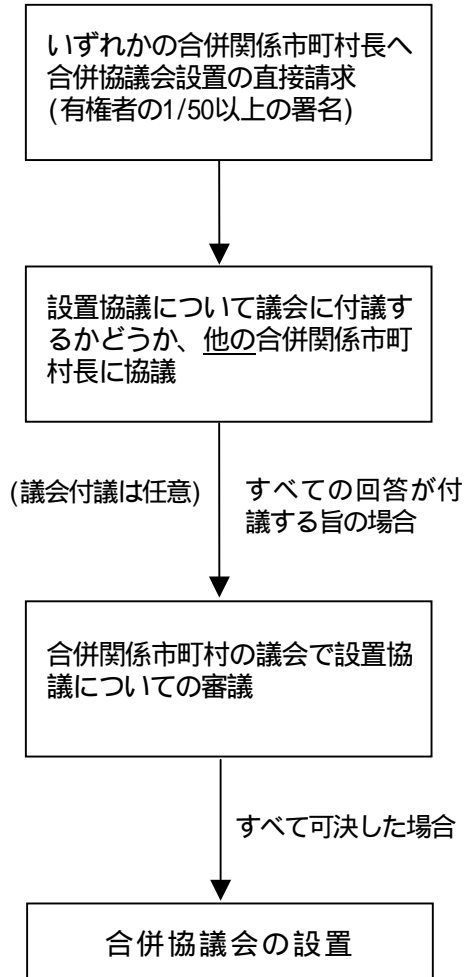 いずれかの合併関係市町村長へ
合併協議会設置の直接請求
(有権者の1/50以上の署名)
設置協議について議会に付議す
るかどうか、他の合併関係市町
村長に協議
(議会付議は任意)
すべての回答が付
議する旨の場合
合併関係市町村の議会で設置協
議についての審議
すべて可決した場合
合併協議会の設置